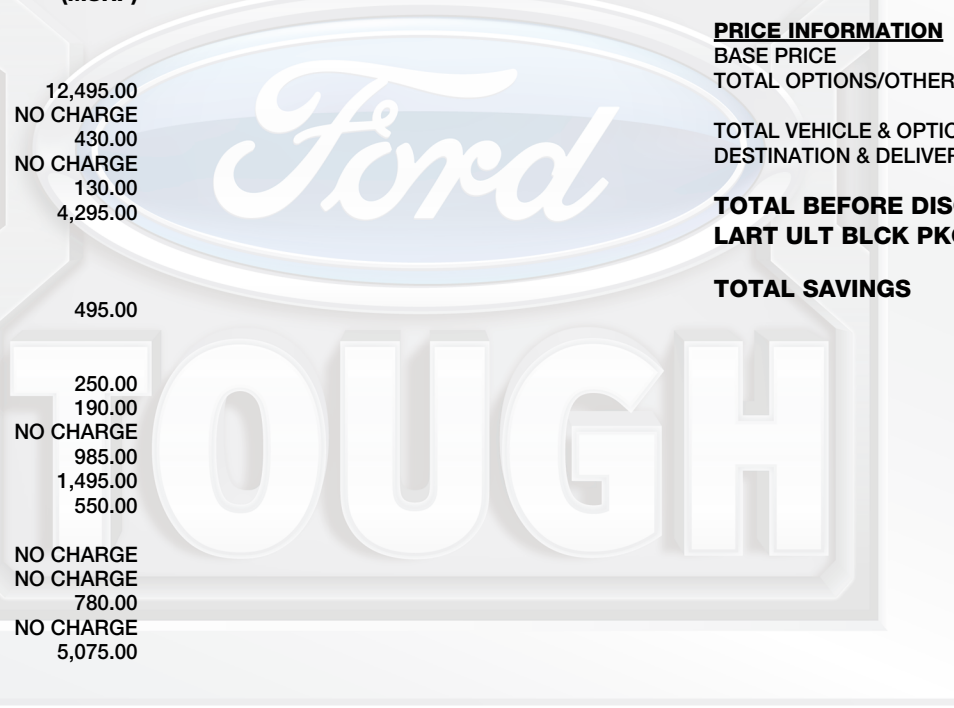 12,495.00
NO CHARGE
430.00
NO CHARGE
130.00
4,295.00
495.00
250.00
190.00
NO CHARGE
985.00
1,495.00
550.00
NO CHARGE
NO CHARGE
780.00
NO CHARGE
5,075.00
PRICE INFORMATION
BASE PRICE
TOTAL OPTIONS/OTHER
TOTAL VEHICLE & OPTIO
DESTINATION & DELIVER
TOTAL BEFORE DIS
LART ULT BLCK PK
TOTAL SAVINGS
Ford
TOUGH